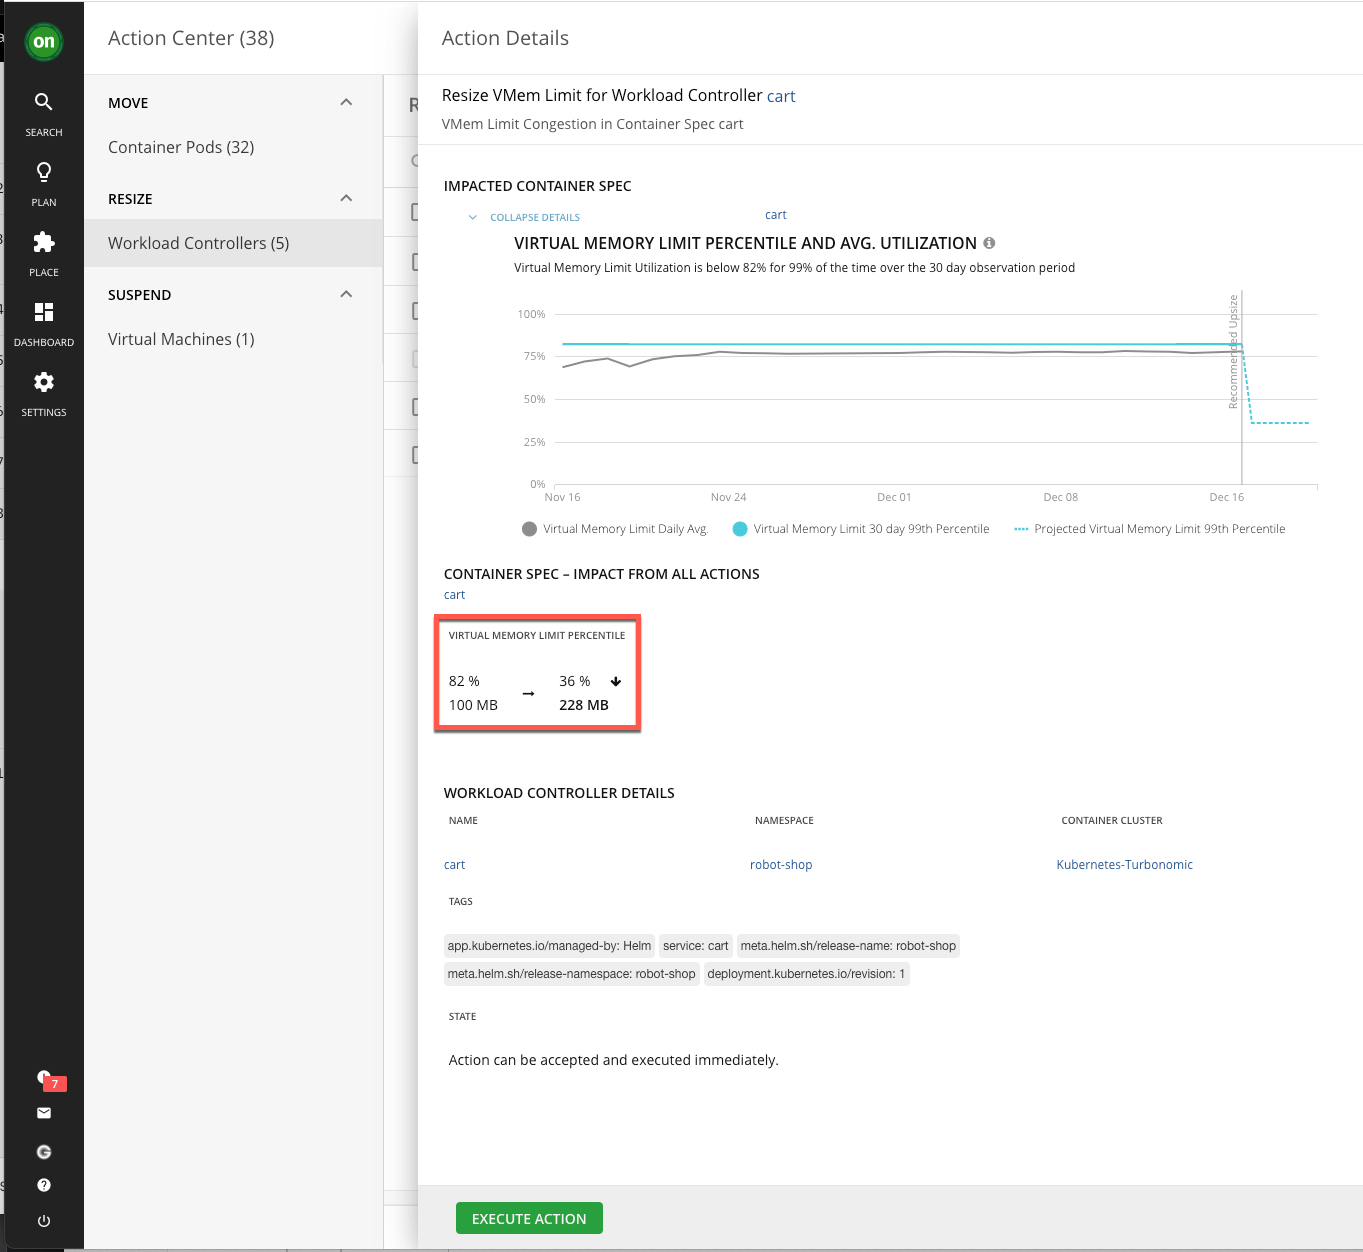 on
SEARCH
PLAN
PLACE
DASHBOARD
SETTINGS
7
Action Center (38)
MOVE
Container Pods (32)
RESIZE
Workload Controllers (5)
SUSPEND
Virtual Machines (1)
Action Details
Resize VMem Limit for Workload Controller cart
VMem Limit Congestion in Container Spec cart
IMPACTED CONTAINER SPEC
COLLAPSE DETAILS cart
VIRTUAL MEMORY LIMIT PERCENTILE AND AVG. UTILIZATION
Virtual Memory Limit Utilization is below 82% for 99% of the time over the 30 day observation period
100%
75%
50%
25%
0%
Recommended Upsize
Nov 16 Nov 24 Dec 01 Dec 08 Dec 16
Virtual Memory Limit Daily Avg. Virtual Memory Limit 30 day 99th Percentile Projected Virtual Memory Limit 99th Percentile
CONTAINER SPEC – IMPACT FROM ALL ACTIONS
cart
VIRTUAL MEMORY LIMIT PERCENTILE
82 % → 36 %
100 MB 228 MB
WORKLOAD CONTROLLER DETAILS
NAME NAMESPACE CONTAINER CLUSTER
cart robot-shop Kubernetes-Turbonomic
TAGS
app.kubernetes.io/managed-by: Helm service: cart meta.helm.sh/release-name: robot-shop
meta.helm.sh/release-namespace: robot-shop deployment.kubernetes.io/revision: 1
STATE
Action can be accepted and executed immediately.
EXECUTE ACTION